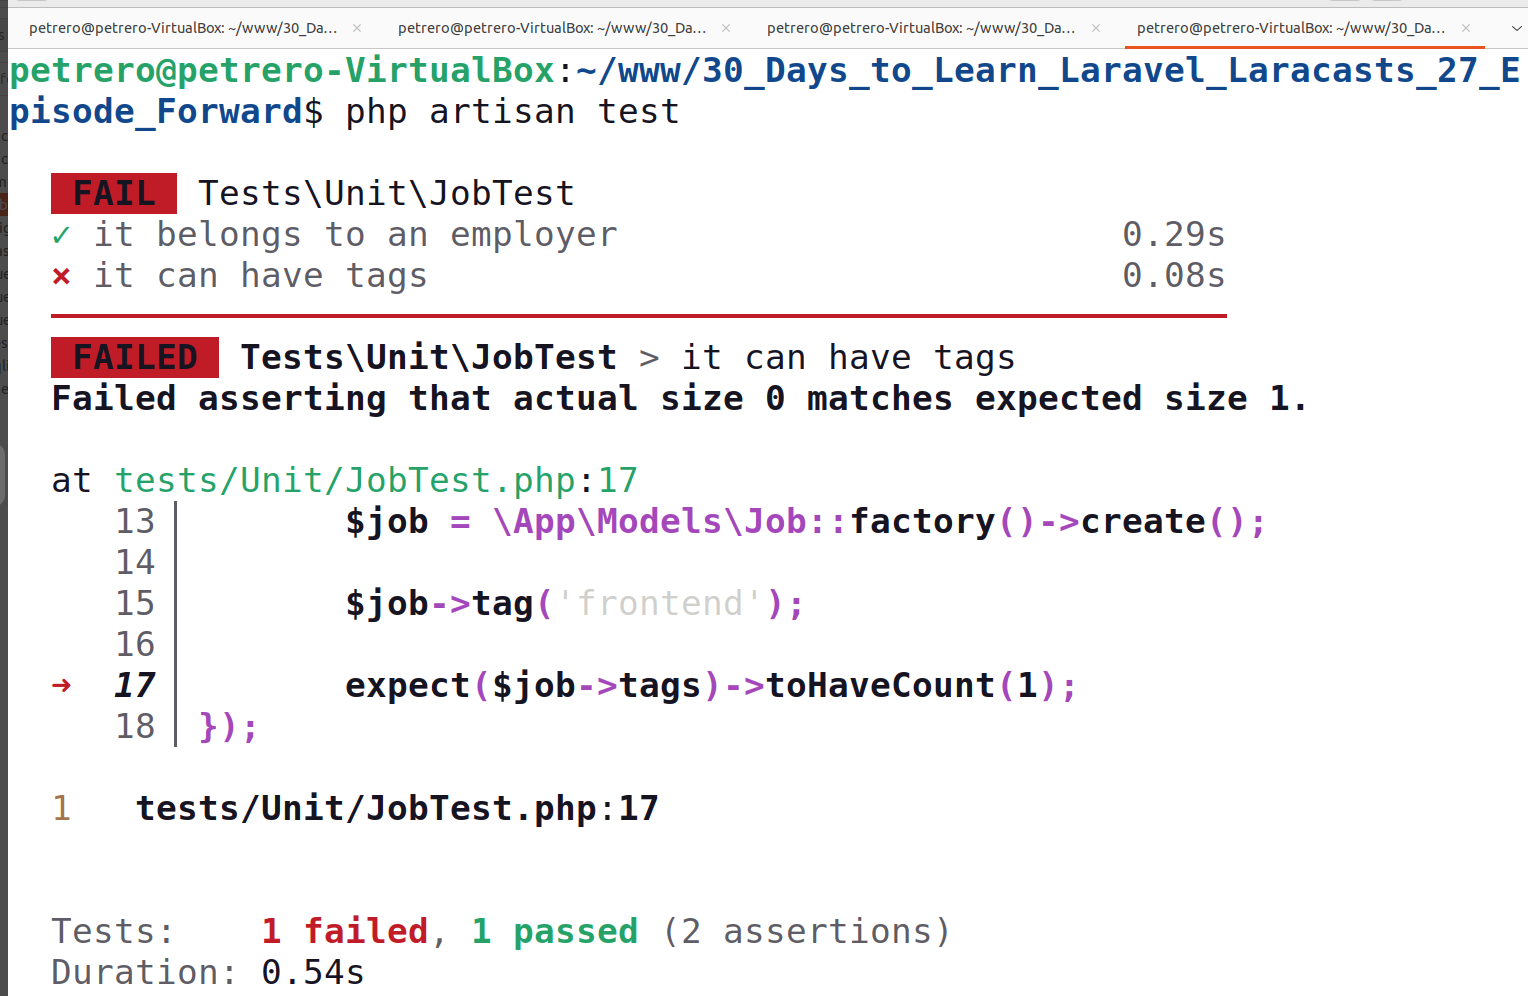 petrero@petrero-VirtualBox: ~/www/30_Da... × petrero@petrero-VirtualBox: ~/www/30_Da... × petrero@petrero-VirtualBox: ~/www/30_Da... × petrero@petrero-VirtualBox: ~/www/30_Da... ×
petrero@petrero-VirtualBox:~/www/30_Days_to_Learn_Laravel_Laracasts_27_E
pisode_Forward$ php artisan test
FAIL Tests\Unit\JobTest
✓ it belongs to an employer 0.29s
⨯ it can have tags 0.08s
FAILED Tests\Unit\JobTest > it can have tags
Failed asserting that actual size 0 matches expected size 1.
at tests/Unit/JobTest.php:17
13 $job = \App\Models\Job::factory()->create();
14
15 $job->tag('frontend');
16
➜ 17 expect($job->tags)->toHaveCount(1);
18 });
1 tests/Unit/JobTest.php:17
Tests: 1 failed, 1 passed (2 assertions)
Duration: 0.54s